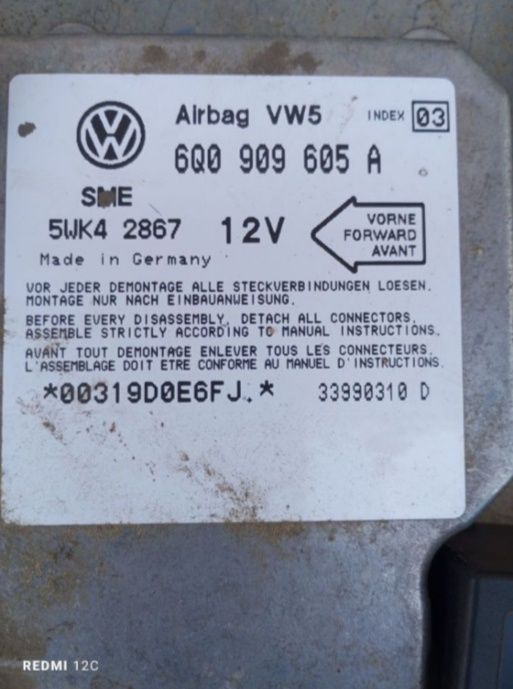 Airbag VW5 INDEX 03
6Q0 909 605 A
SME
5WK4 2867 12V
VORNE
FORWARD
AVANT
Made in Germany
VOR JEDER DEMONTAGE ALLE STECKVERBINDUNGEN LOESEN.
MONTAGE NUR NACH EINBAUANWEISUNG.
BEFORE EVERY DISASSEMBLY, DETACH ALL CONNECTORS,
ASSEMBLE STRICTLY ACCORDING TO MANUAL INSTRUCTIONS.
AVANT TOUT DEMONTAGE ENLEVER TOUS LES CONNECTEURS.
L'ASSEMBLAGE DOIT ETRE CONFORME AU MANUEL D'INSTRUCTIONS.
*00319D0E6FJ.* 33990310 D
REDMI 12C